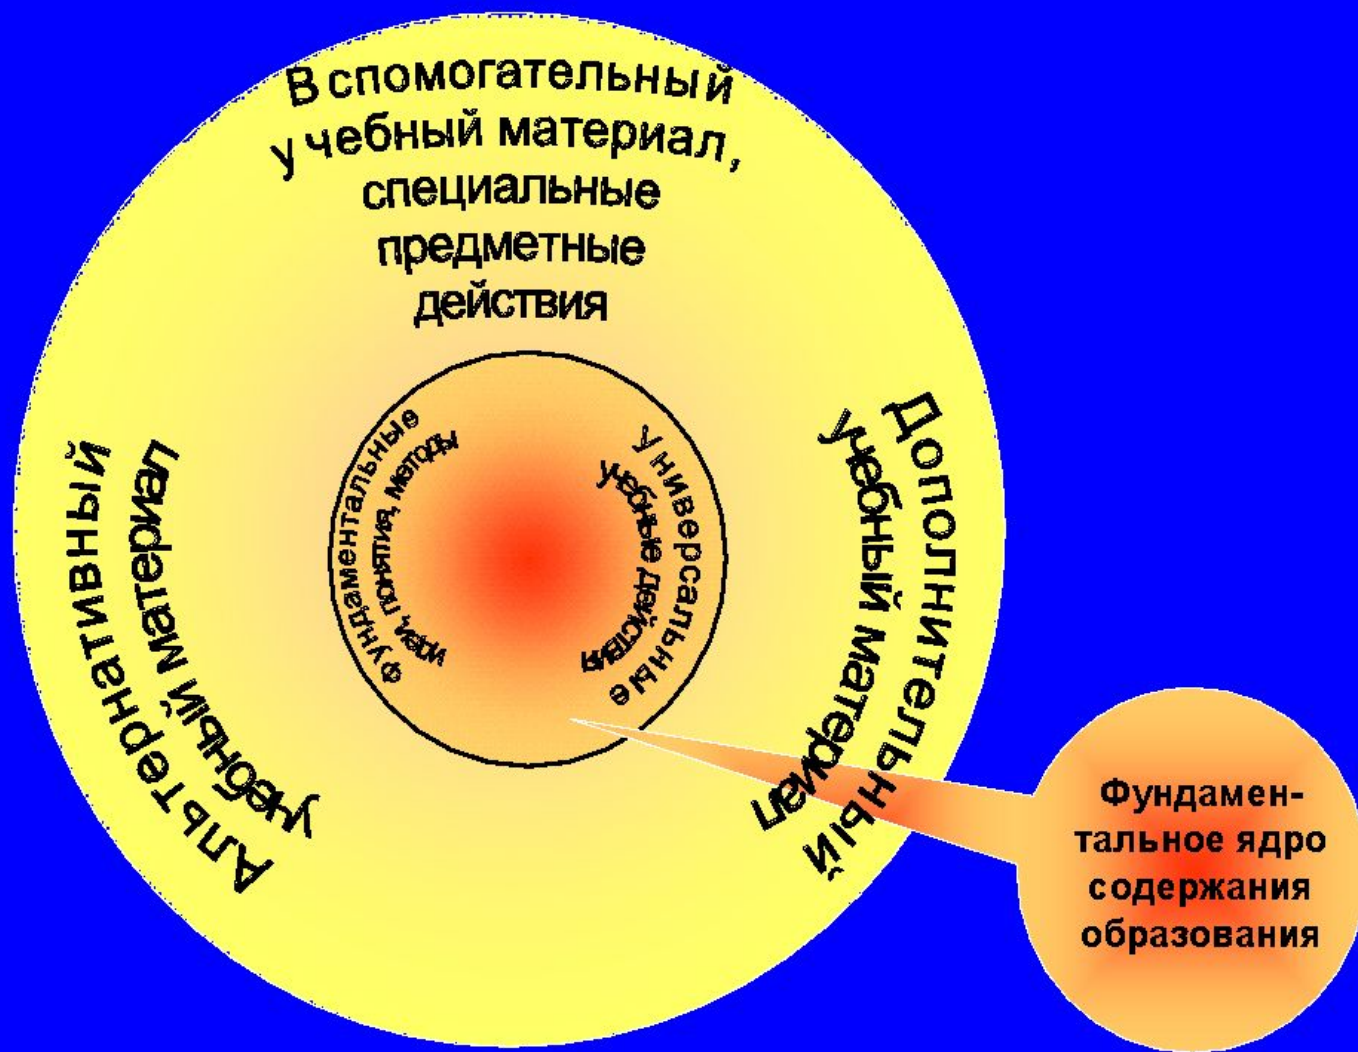 Вспомогательный
учебный материал,
специальные
предметные
действия
Альтернативный
учебный материал
Фундаментальные
идеи, понятия, методы
Универсальные
учебные действия
Дополнительный
учебный материал
Фундамен-
тальное ядро
содержания
образования